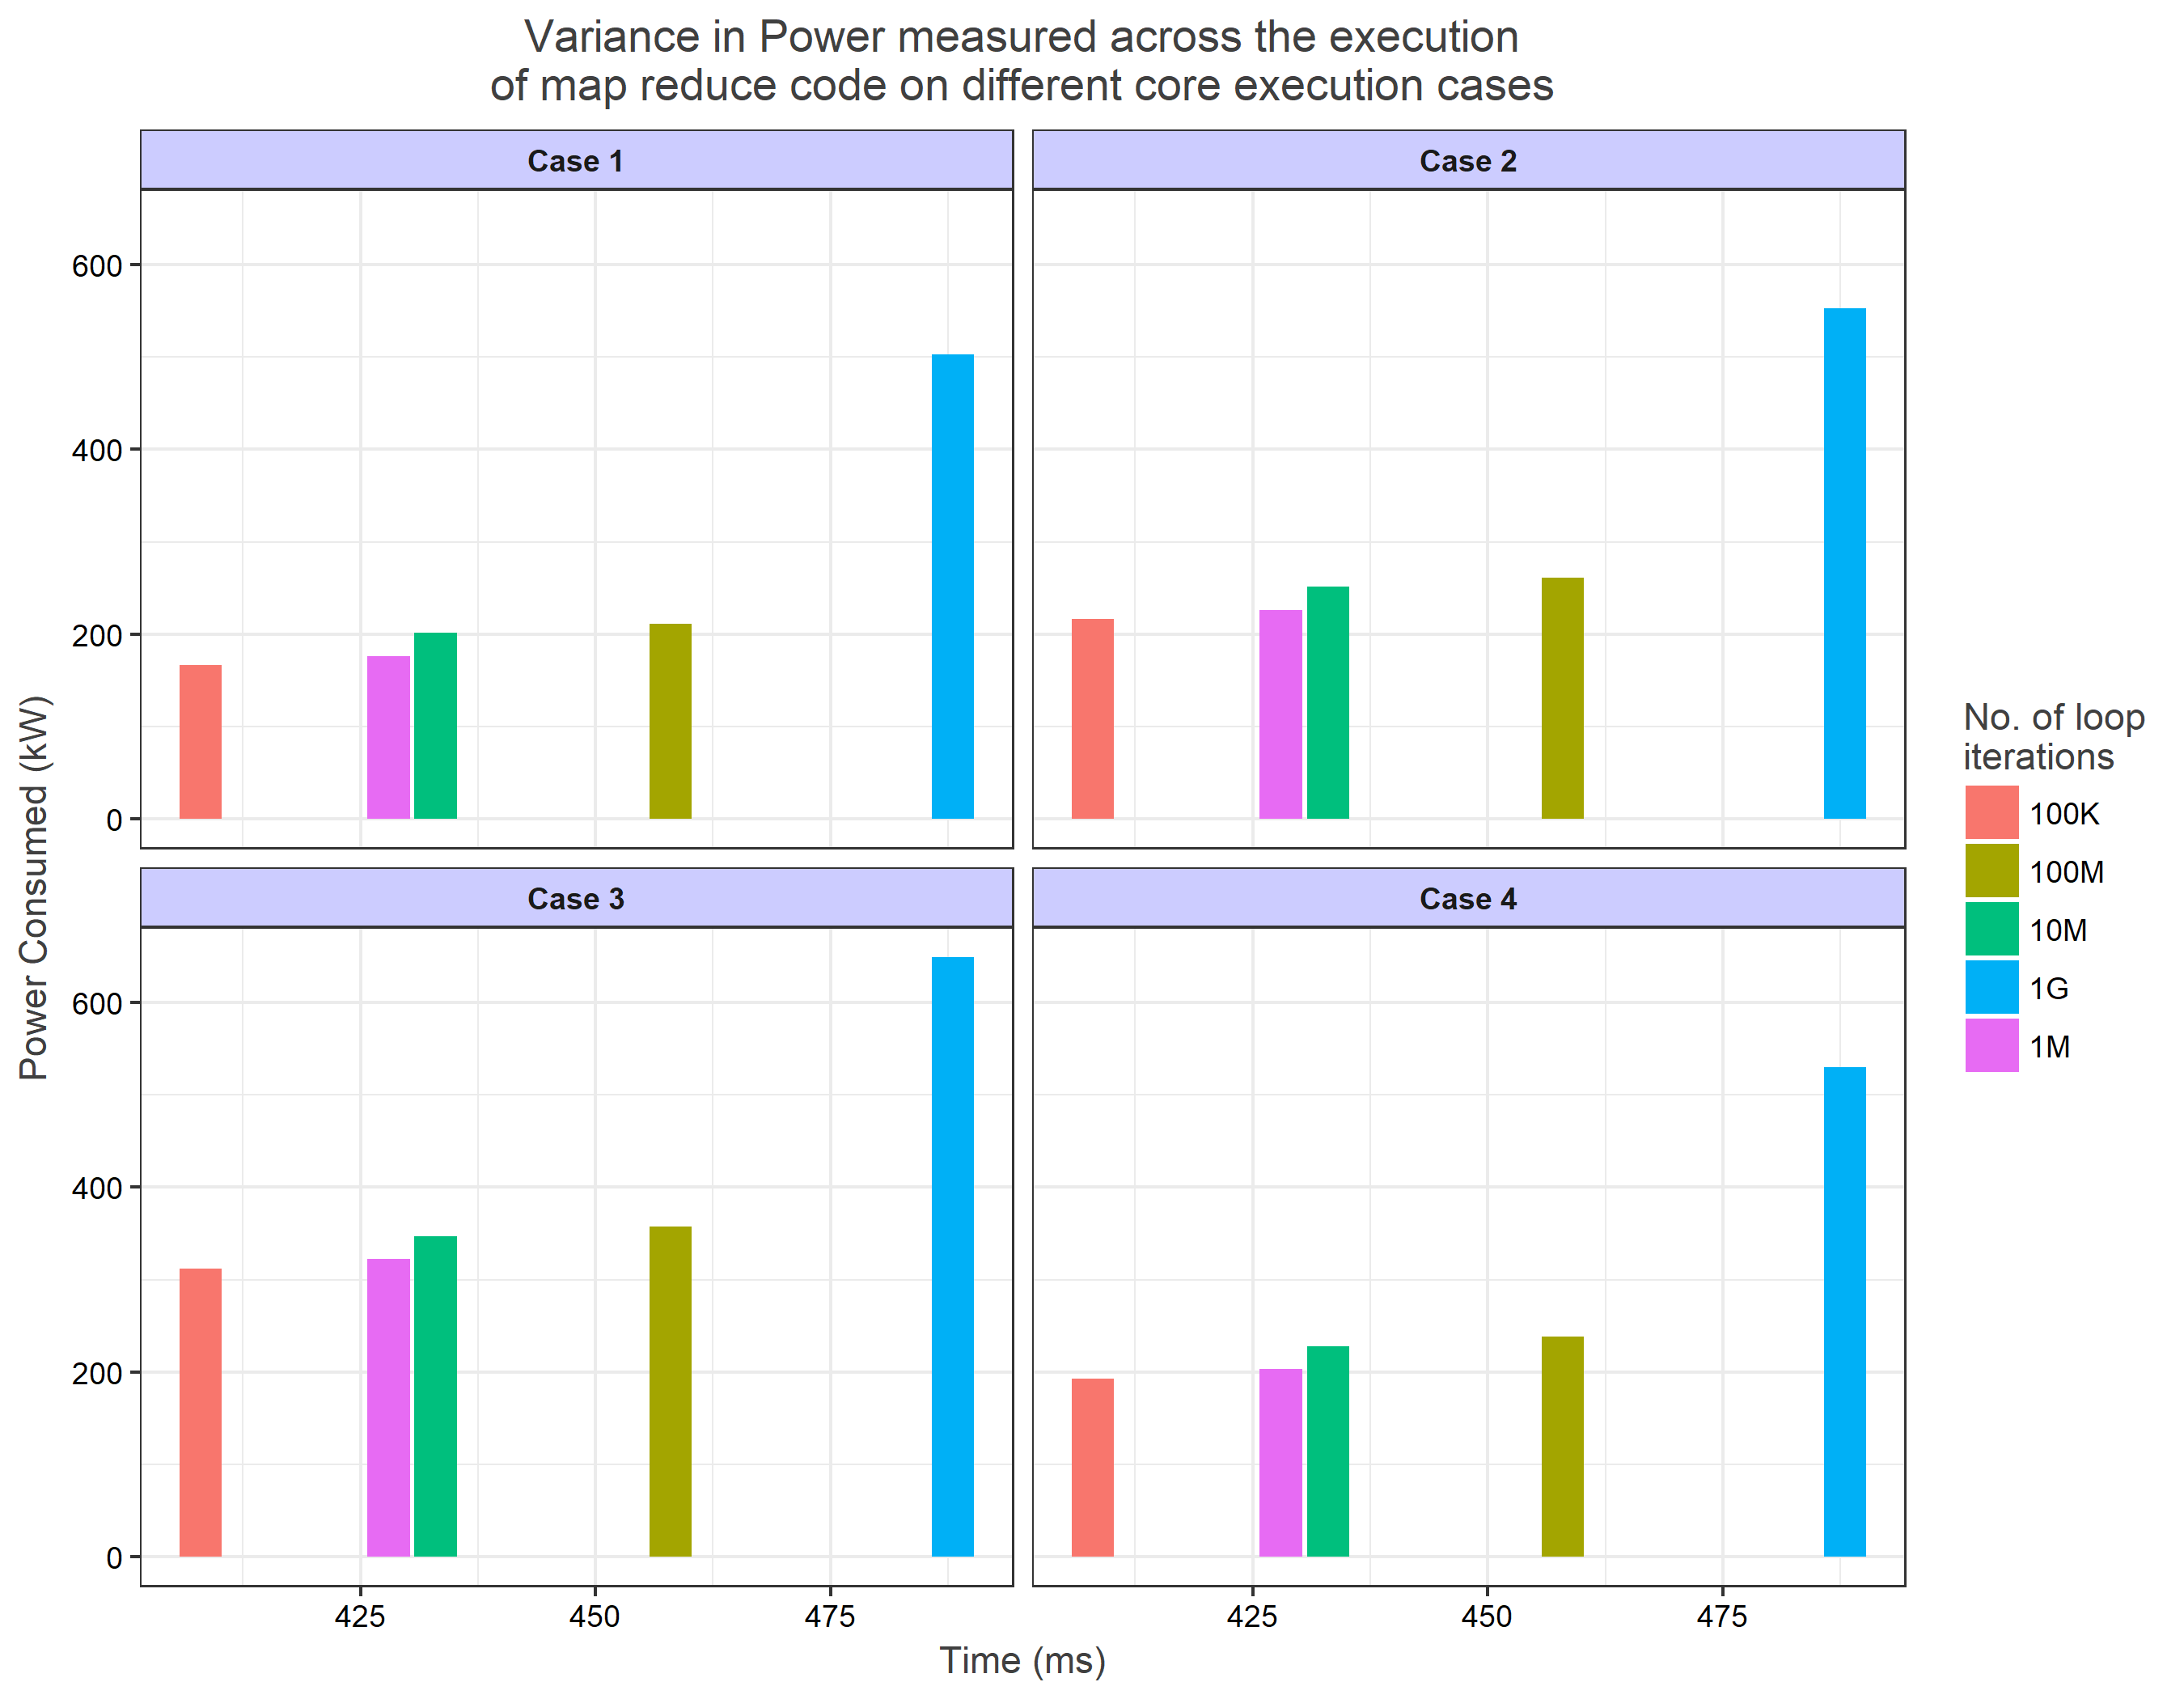 Variance in Power measured across the execution
of map reduce code on different core execution cases
Case 1
Case 2
600
400
200
0
Case 3
Case 4
600
400
200
0
425
450
475
425
450
475
Time (ms)
Power Consumed (kW)
No. of loop
iterations
100K
100M
10M
1G
1M